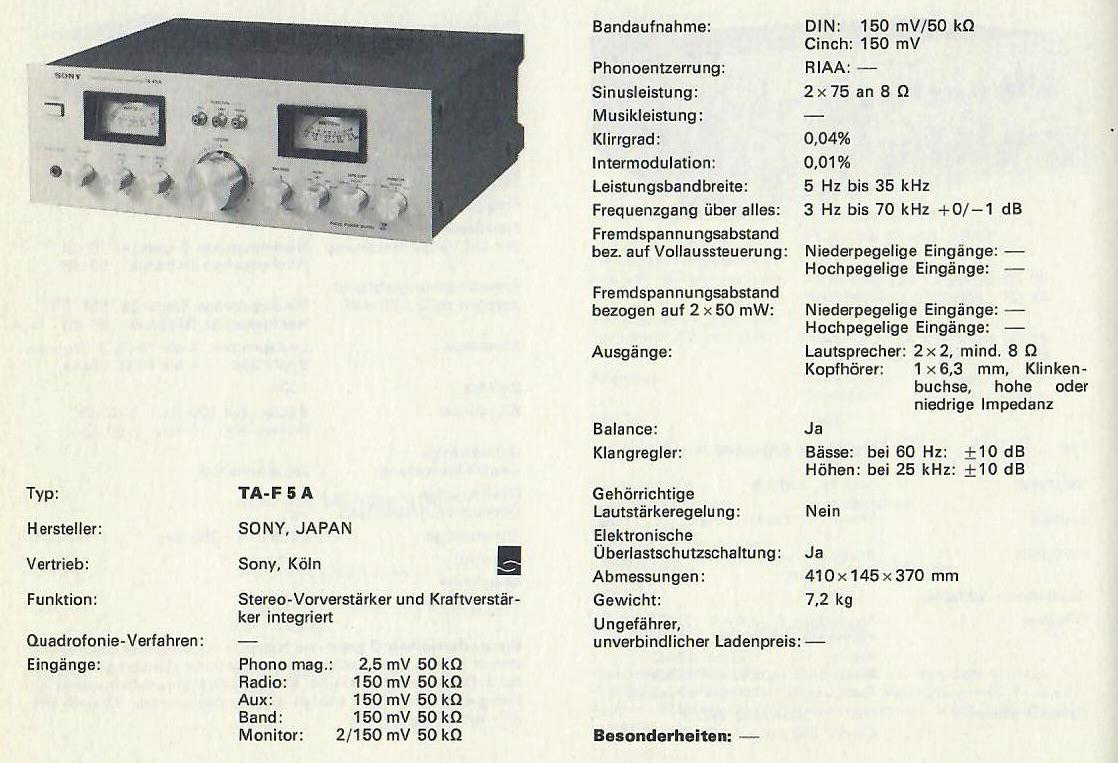 SONY
Typ: TA-F 5 A
Hersteller: SONY, JAPAN
Vertrieb: Sony, Köln
Funktion: Stereo-Vorverstärker und Kraftverstär-
ker integriert
Quadrofonie-Verfahren: —
Eingänge: Phono mag.: 2,5 mV 50 kΩ
Radio: 150 mV 50 kΩ
Aux: 150 mV 50 kΩ
Band: 150 mV 50 kΩ
Monitor: 2/150 mV 50 kΩ
Bandaufnahme: DIN: 150 mV/50 kΩ
Cinch: 150 mV
Phonoentzerrung: RIAA: —
Sinusleistung: 2 × 75 an 8 Ω
Musikleistung: —
Klirrgrad: 0,04%
Intermodulation: 0,01%
Leistungsbandbreite: 5 Hz bis 35 kHz
Frequenzgang über alles: 3 Hz bis 70 kHz +0/−1 dB
Fremdspannungsabstand
bez. auf Vollaussteuerung: Niederpegelige Eingänge: —
Hochpegelige Eingänge: —
Fremdspannungsabstand
bezogen auf 2 × 50 mW: Niederpegelige Eingänge: —
Hochpegelige Eingänge: —
Ausgänge: Lautsprecher: 2 × 2, mind. 8 Ω
Kopfhörer: 1 × 6,3 mm, Klinken-
buchse, hohe oder
niedrige Impedanz
Balance: Ja
Klangregler: Bässe: bei 60 Hz: ±10 dB
Höhen: bei 25 kHz: ±10 dB
Gehörrichtige
Lautstärkeregelung: Nein
Elektronische
Überlastschutzschaltung: Ja
Abmessungen: 410 × 145 × 370 mm
Gewicht: 7,2 kg
Ungefährer,
unverbindlicher Ladenpreis: —
Besonderheiten: —